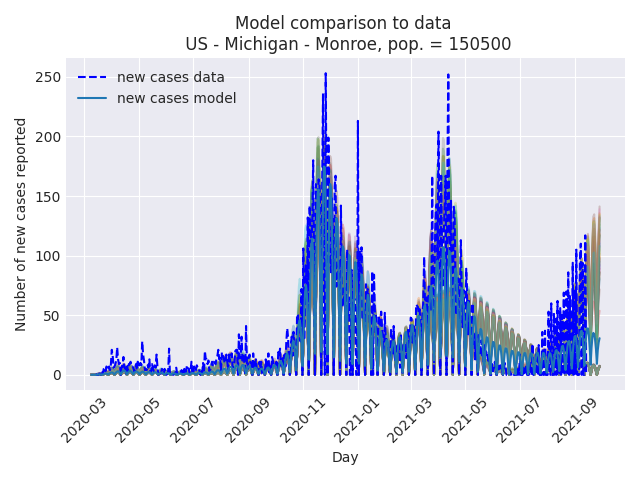 Model comparison to data
US - Michigan - Monroe, pop. = 150500
new cases data
new cases model
Number of new cases reported
250
200
150
100
50
0
2020-03
2020-05
2020-07
2020-09
2020-11
2021-01
2021-03
2021-05
2021-07
2021-09
Day